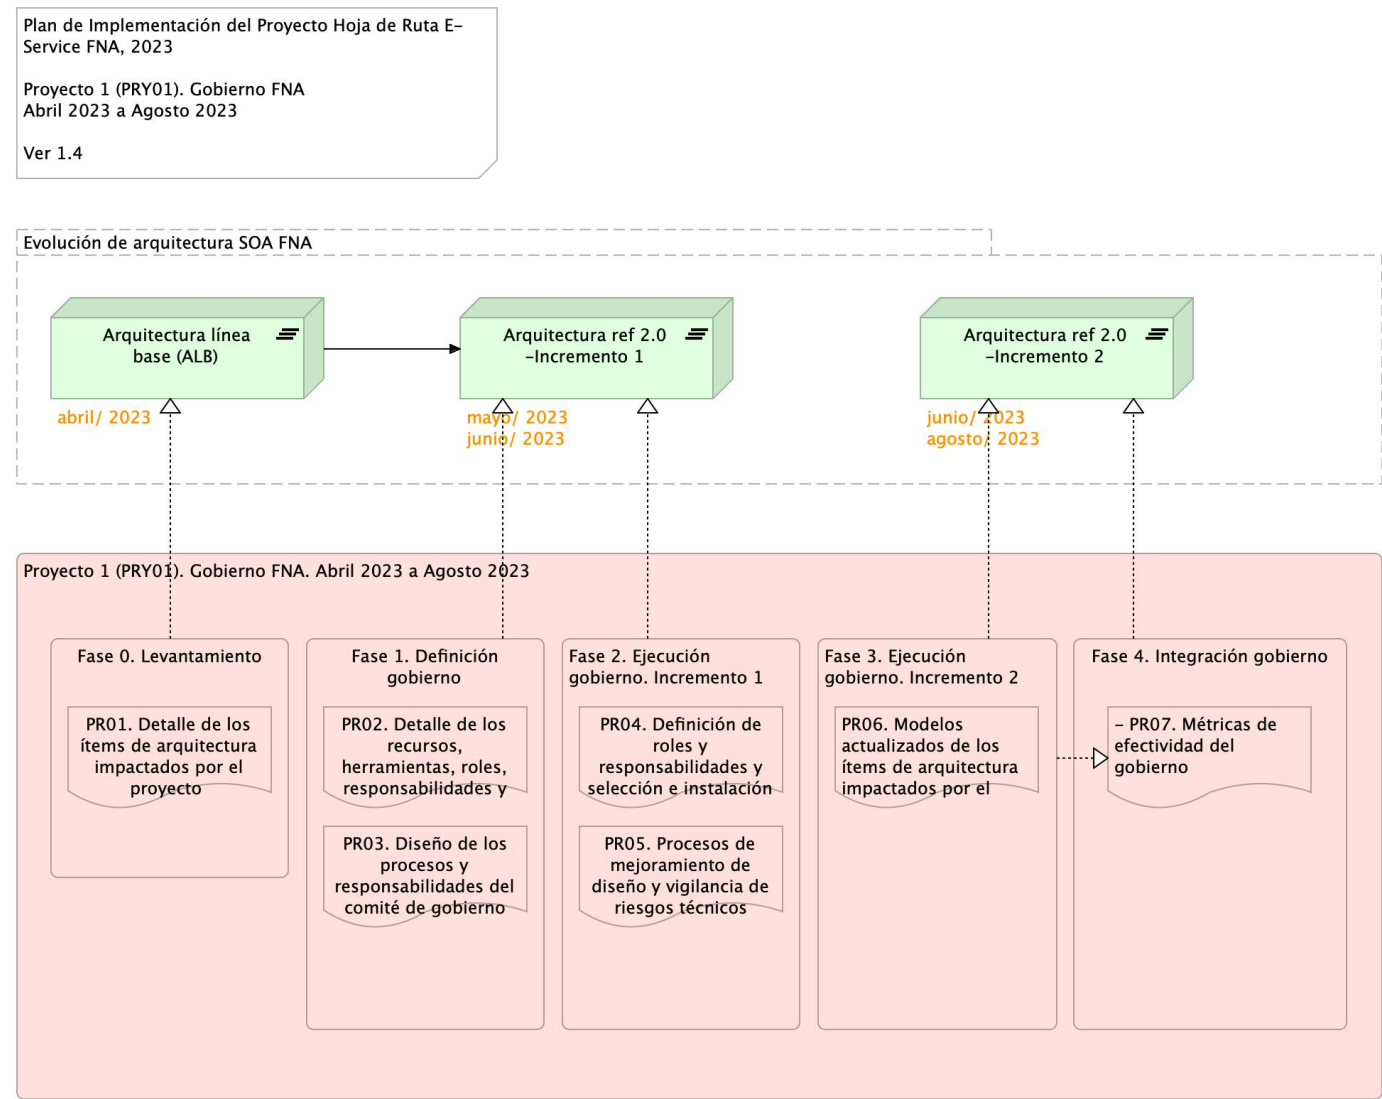 Plan de Implementación del Proyecto Hoja de Ruta E-
Service FNA, 2023
Proyecto 1 (PRY01). Gobierno FNA
Abril 2023 a Agosto 2023
Ver 1.4
Evolución de arquitectura SOA FNA
Arquitectura línea
base (ALB)
abril/ 2023
Arquitectura ref 2.0
-Incremento 1
mayo/ 2023
junio/ 2023
Arquitectura ref 2.0
-Incremento 2
junio/ 2023
agosto/ 2023
Proyecto 1 (PRY01). Gobierno FNA. Abril 2023 a Agosto 2023
Fase 0. Levantamiento
PR01. Detalle de los
ítems de arquitectura
impactados por el
proyecto
Fase 1. Definición
gobierno
PR02. Detalle de los
recursos,
herramientas, roles,
responsabilidades y
PR03. Diseño de los
procesos y
responsabilidades del
comité de gobierno
Fase 2. Ejecución
gobierno. Incremento 1
PR04. Definición de
roles y
responsabilidades y
selección e instalación
PR05. Procesos de
mejoramiento de
diseño y vigilancia de
riesgos técnicos
Fase 3. Ejecución
gobierno. Incremento 2
PR06. Modelos
actualizados de los
ítems de arquitectura
impactados por el
Fase 4. Integración gobierno
- PR07. Métricas de
efectividad del
gobierno